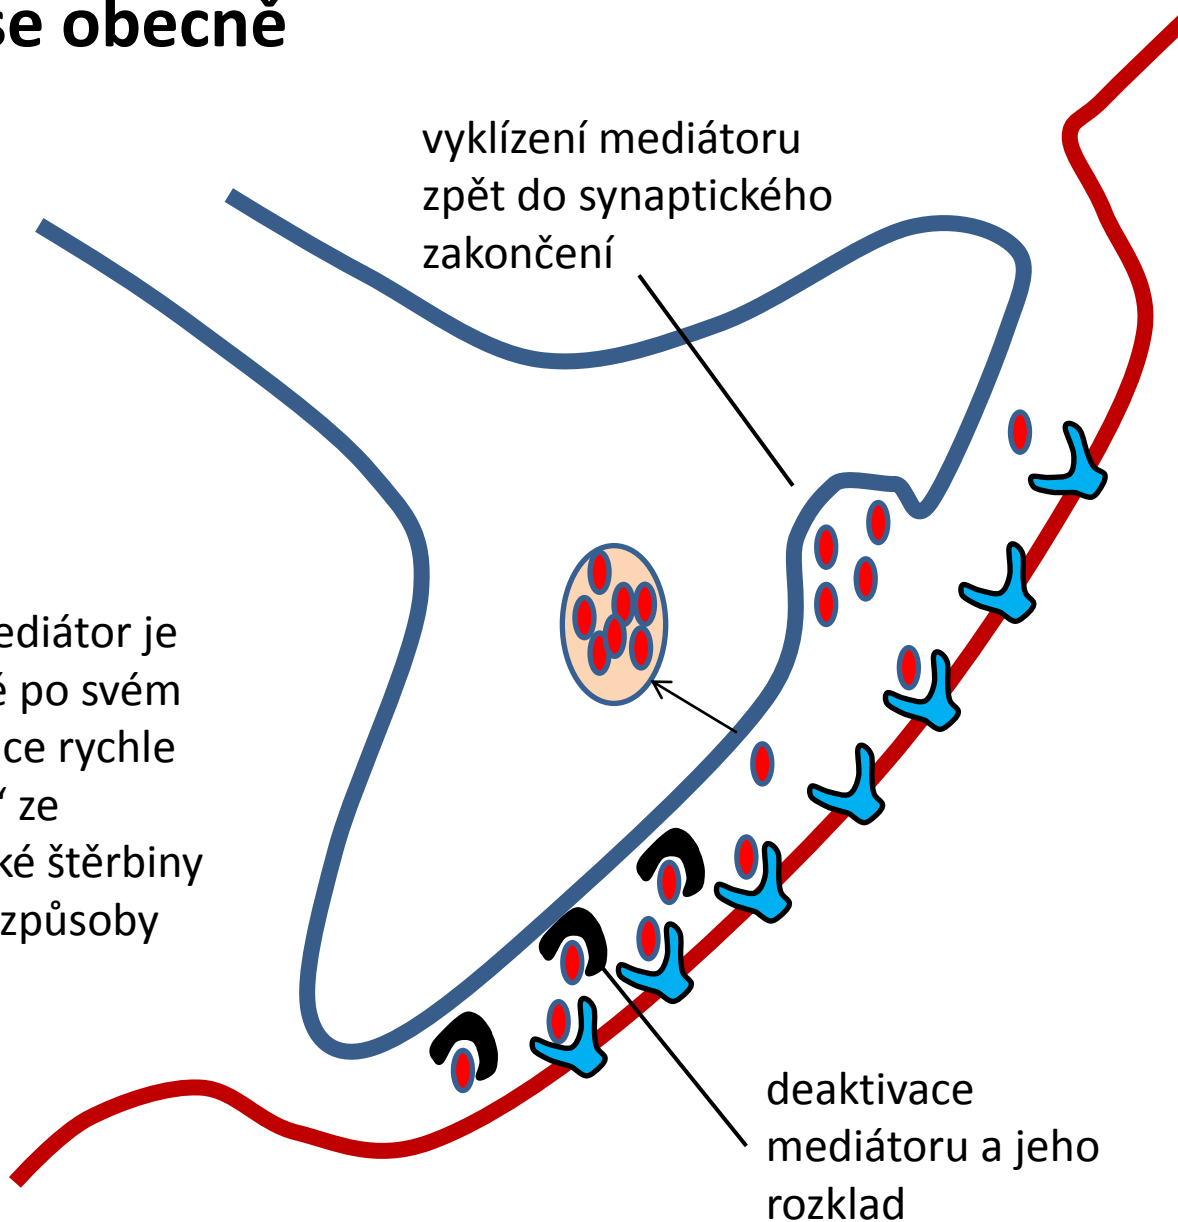 se obecně
vyklízení mediátoru
zpět do synaptického
zakončení
ediátor je
é po svém
ce rychle
“ ze
ké štěrbiny
způsoby
deaktivace
mediátoru a jeho
rozklad